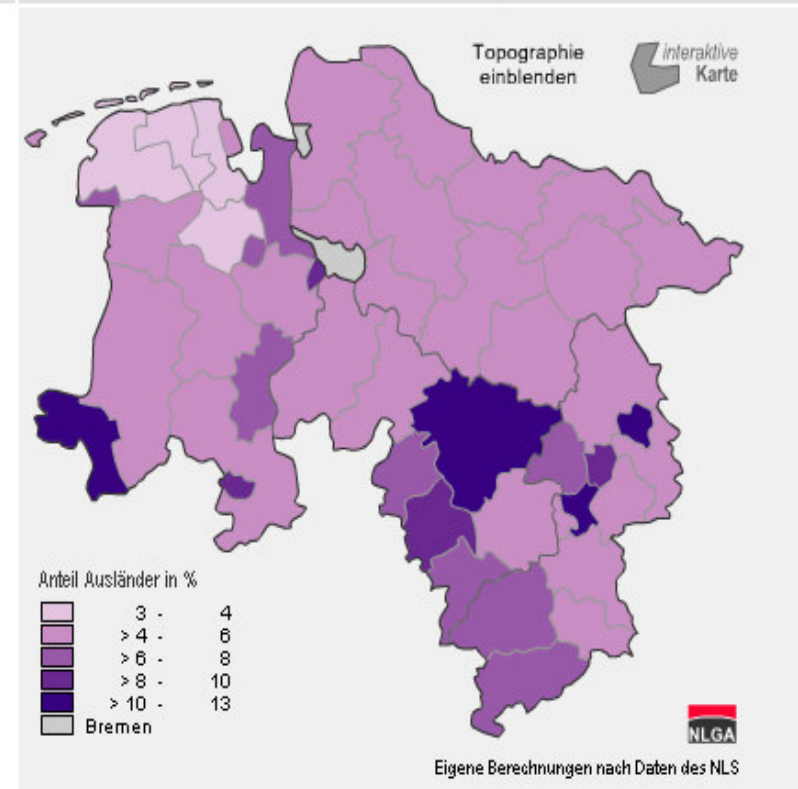 Topographie
einblenden
interaktive
Karte
Anteil Ausländer in %
3 - 4
> 4 - 6
> 6 - 8
> 8 - 10
> 10 - 13
Bremen
NLGA
Eigene Berechnungen nach Daten des NLS